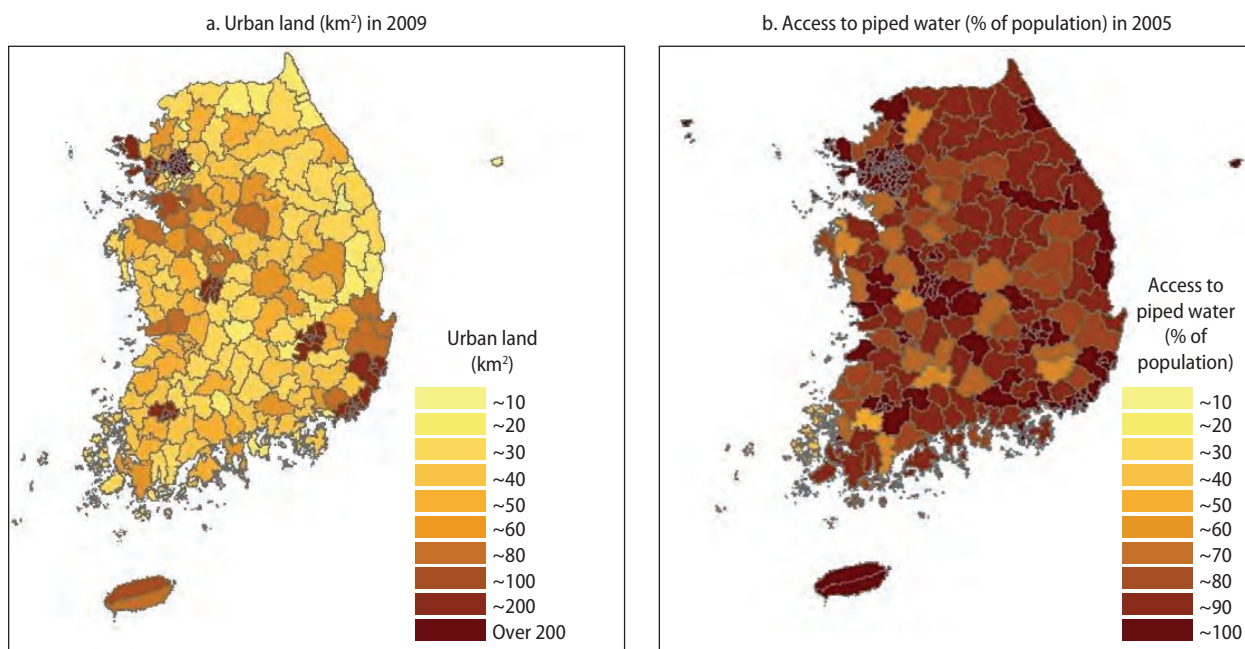 a. Urban land (km²) in 2009
Urban land
(km²)
~10
~20
~30
~40
~50
~60
~80
~100
~200
Over 200
b. Access to piped water (% of population) in 2005
Access to
piped water
(% of
population)
~10
~20
~30
~40
~50
~60
~70
~80
~90
~100